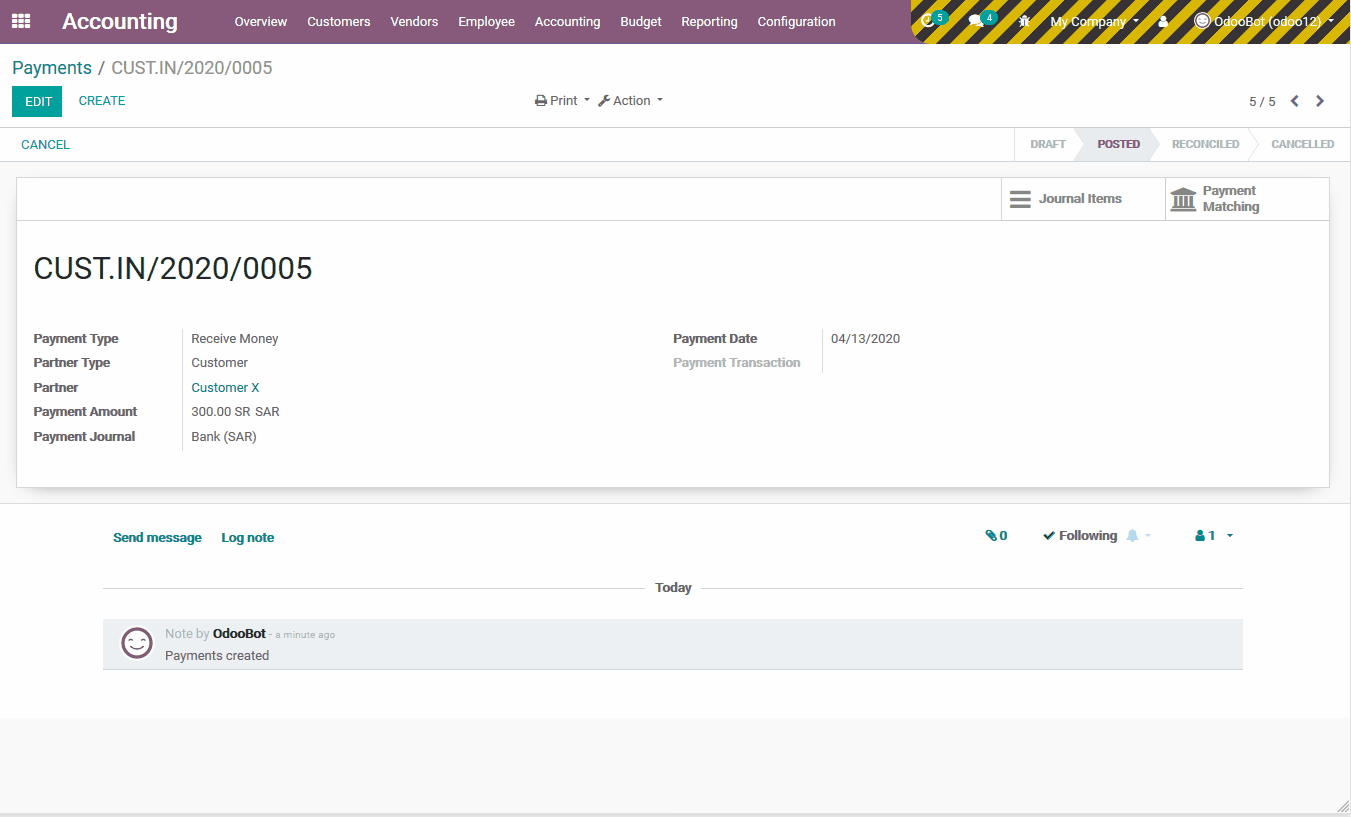 Accounting Overview Customers Vendors Employee Accounting Budget Reporting Configuration 5 4 My Company OdooBot (odoo12)
Payments / CUST.IN/2020/0005
EDIT CREATE Print Action 5 / 5
CANCEL DRAFT POSTED RECONCILED CANCELLED
Journal Items
Payment
Matching
CUST.IN/2020/0005
Payment Type Receive Money Payment Date 04/13/2020
Partner Type Customer Payment Transaction
Partner Customer X
Payment Amount 300.00 SR SAR
Payment Journal Bank (SAR)
Send message Log note 0 Following 1
Today
Note by OdooBot - a minute ago
Payments created